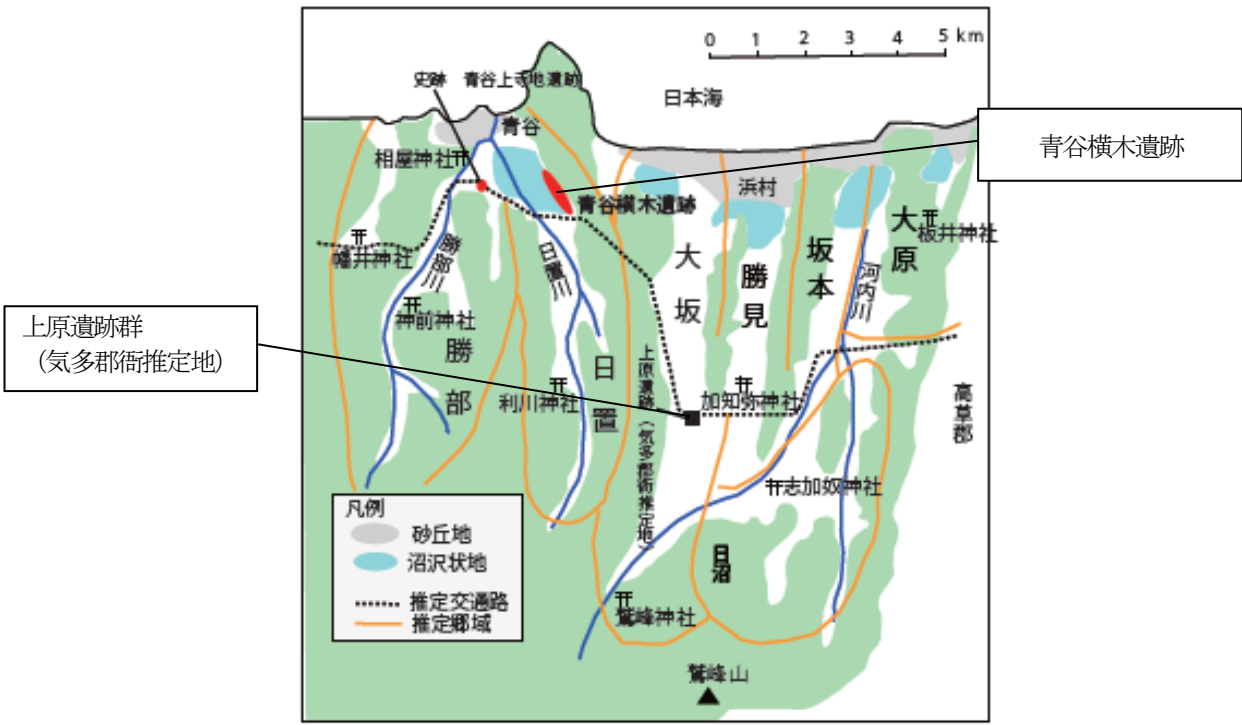 0 1 2 3 4 5 km
史跡 青谷上寺地遺跡
日本海
青谷
青谷横木遺跡
相屋神社
浜村
青谷横木遺跡
大原
板井神社
幡井神社
勝部川
日置川
大坂
勝見
坂本
河内川
上原遺跡群
(気多郡衙推定地)
神前神社
勝部
日置
利川神社
上原遺跡(気多郡衙推定地)
加知弥神社
高草郡
志加奴神社
凡例
砂丘地
沼沢状地
推定交通路
推定郷域
日沼
鷲峰神社
鷲峰山